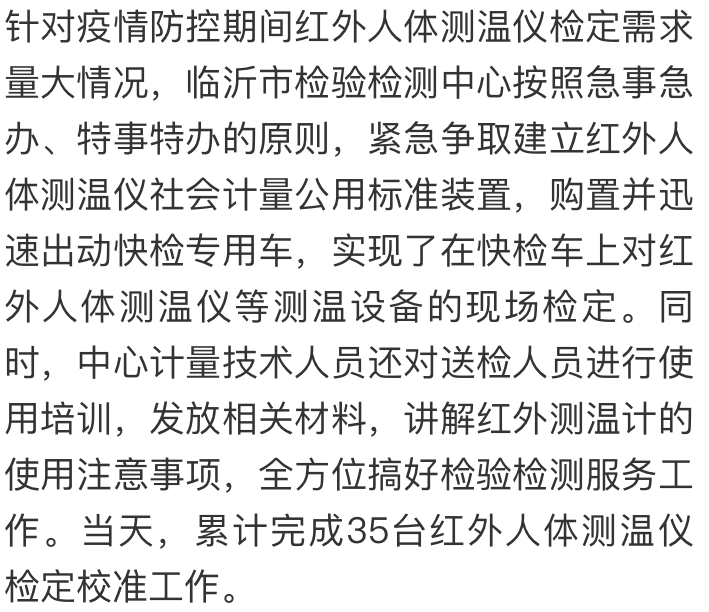 针对疫情防控期间红外人体测温仪检定需求
量大情况，临沂市检验检测中心按照急事急
办、特事特办的原则，紧急争取建立红外人
体测温仪社会计量公用标准装置，购置并迅
速出动快检专用车，实现了在快检车上对红
外人体测温仪等测温设备的现场检定。同
时，中心计量技术人员还对送检人员进行使
用培训，发放相关材料，讲解红外测温计的
使用注意事项，全方位搞好检验检测服务工
作。当天，累计完成35台红外人体测温仪
检定校准工作。